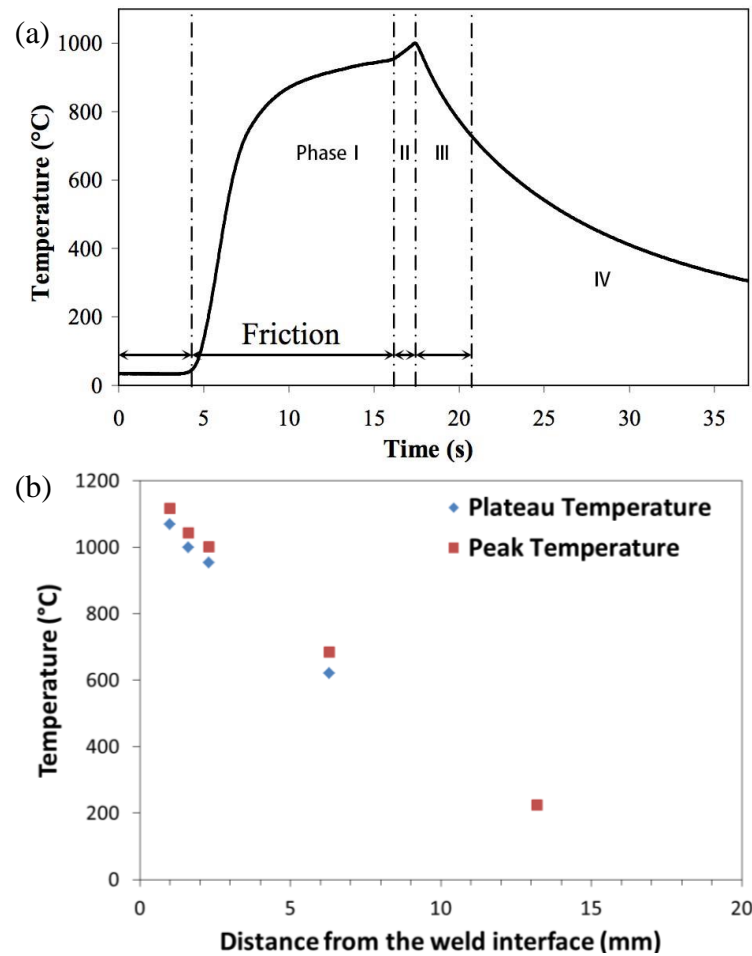 (a)
1000
800
600
400
200
0
Temperature (°C)
Phase I
II
III
IV
Friction
0
5
10
15
20
25
30
35
Time (s)
(b)
1200
1000
800
600
400
200
0
Temperature (°C)
Plateau Temperature
Peak Temperature
0
5
10
15
20
Distance from the weld interface (mm)